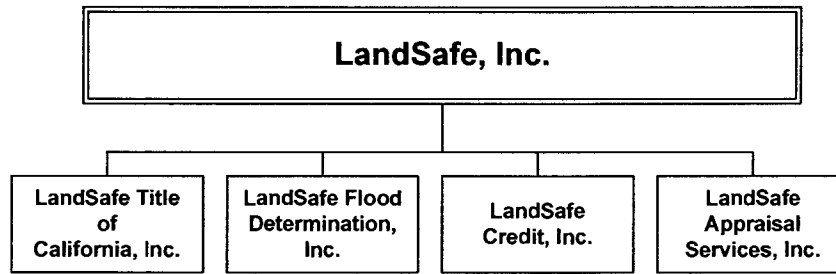 LandSafe, Inc.
LandSafe Title
of
California, Inc.
LandSafe Flood
Determination,
Inc.
LandSafe
Credit, Inc.
LandSafe
Appraisal
Services, Inc.